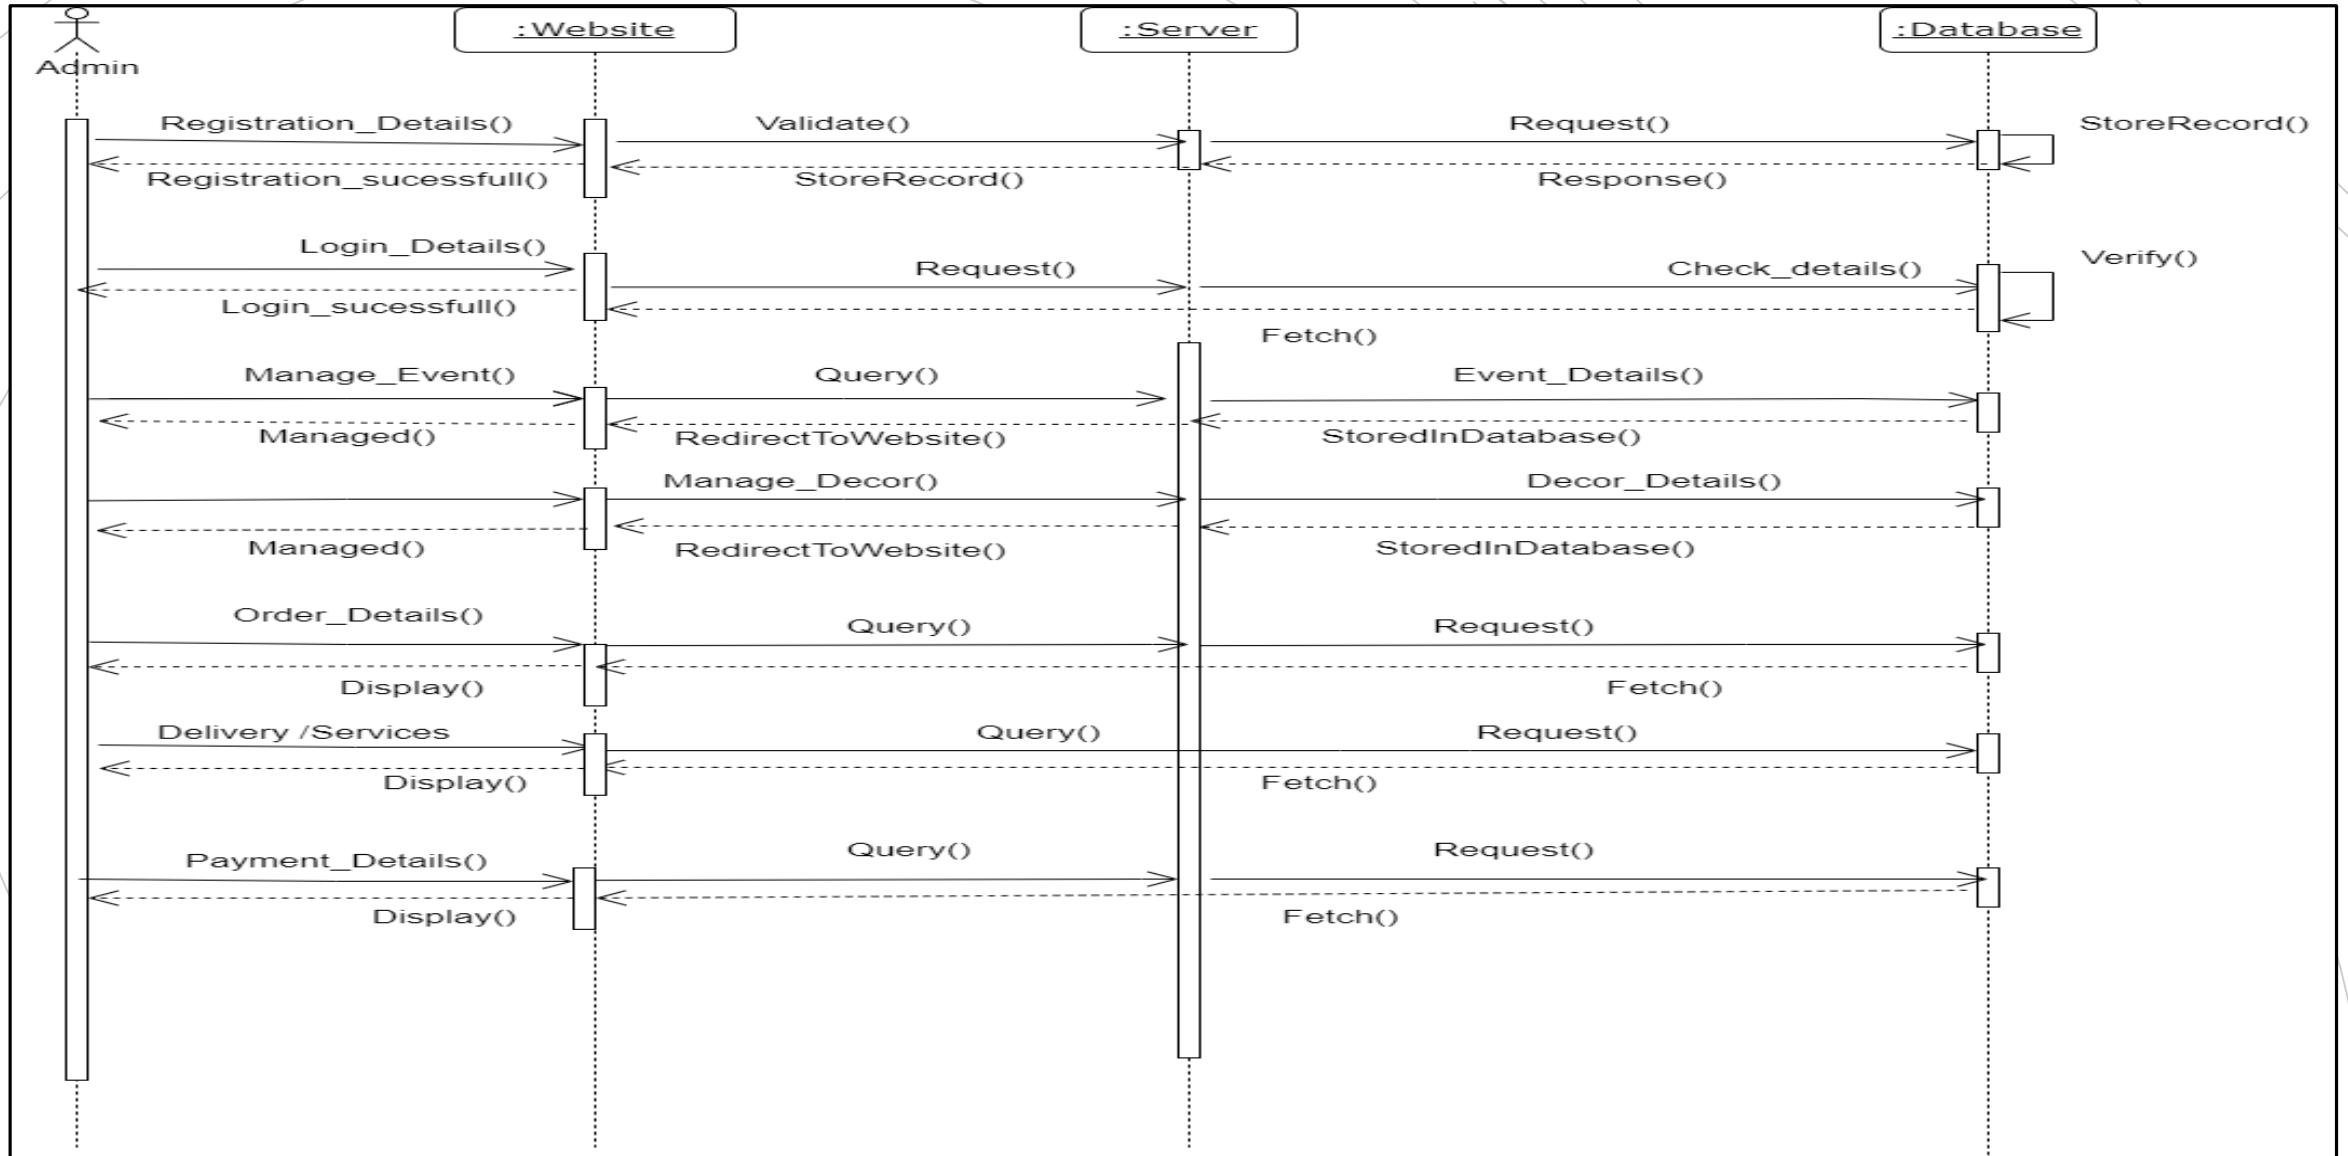 :Website
:Server
:Database
Admin
Registration_Details()
Validate()
Request()
StoreRecord()
Registration_sucessfull()
StoreRecord()
Response()
Login_Details()
Request()
Check_details()
Verify()
Login_sucessfull()
Fetch()
Manage_Event()
Query()
Event_Details()
Managed()
RedirectToWebsite()
StoredInDatabase()
Manage_Decor()
Decor_Details()
Managed()
RedirectToWebsite()
StoredInDatabase()
Order_Details()
Query()
Request()
Display()
Fetch()
Delivery /Services
Query()
Request()
Display()
Fetch()
Payment_Details()
Query()
Request()
Display()
Fetch()